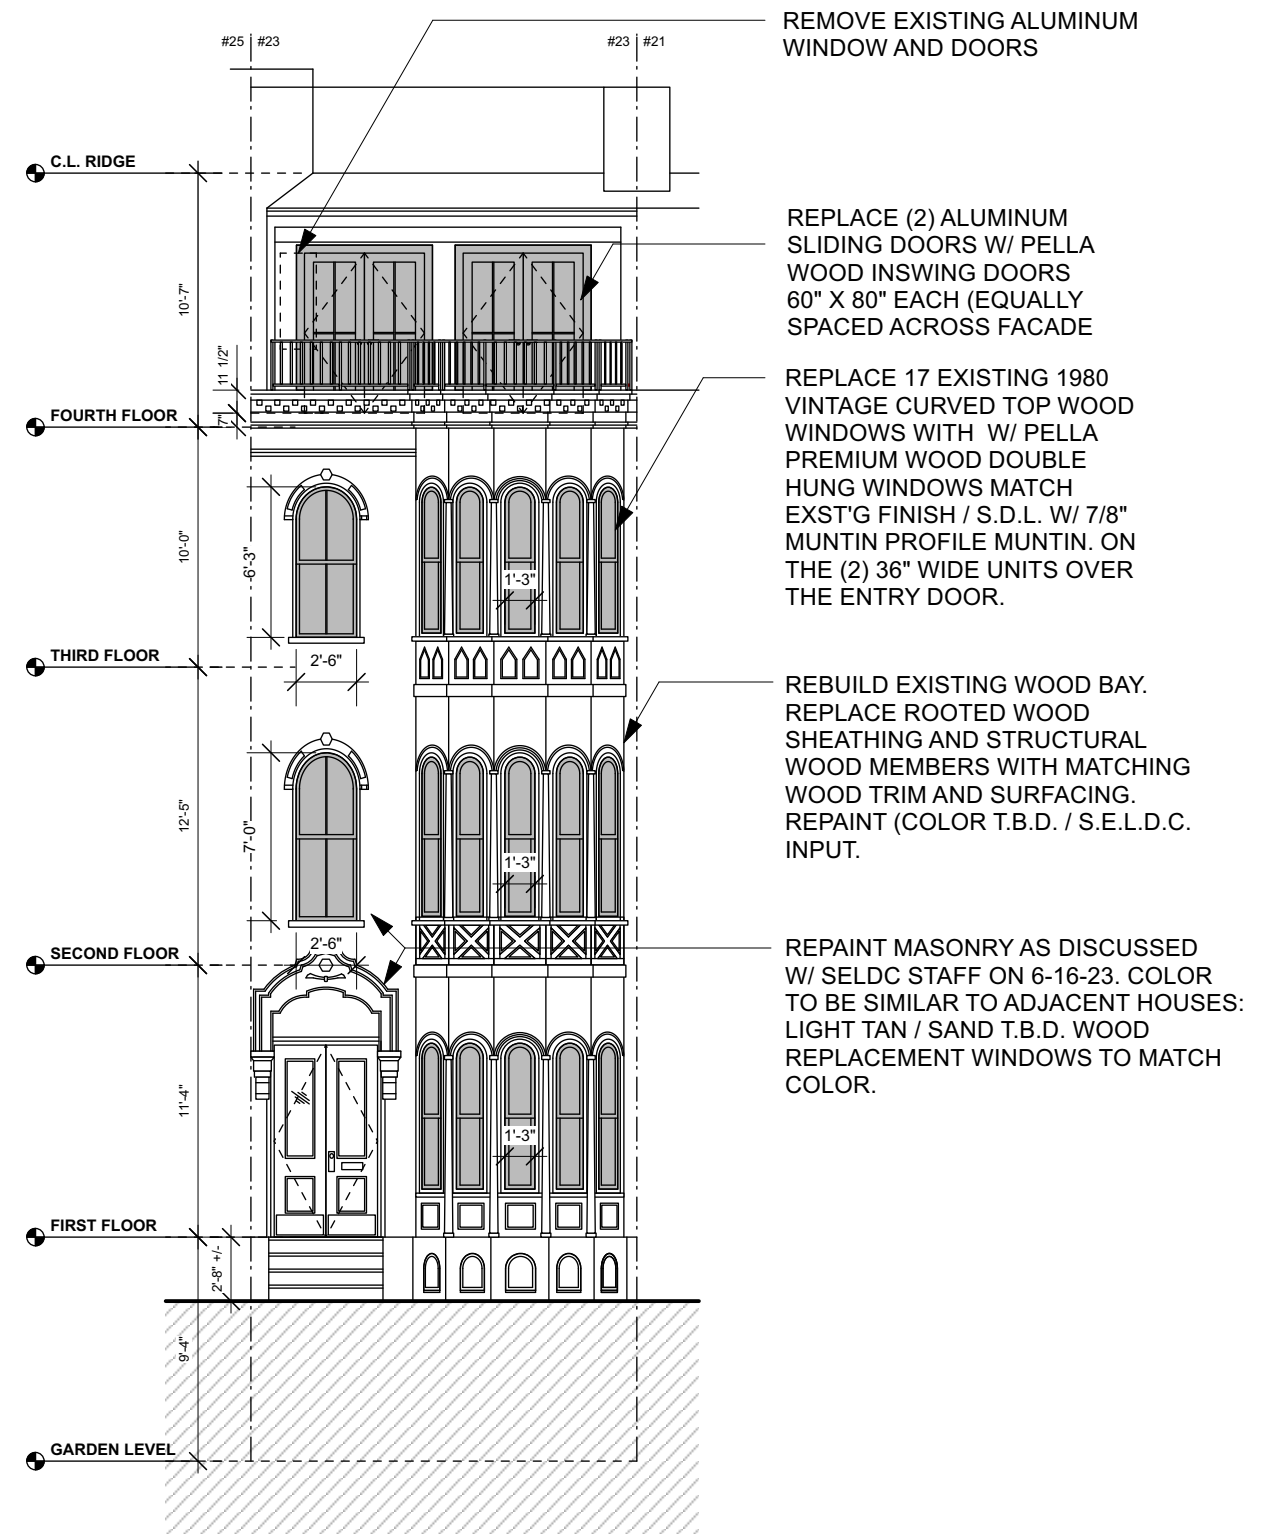 REMOVE EXISTING ALUMINUM
WINDOW AND DOORS
#25 #23
#23 #21
C.L. RIDGE
REPLACE (2) ALUMINUM
SLIDING DOORS W/ PELLA
WOOD INSWING DOORS
60" X 80" EACH (EQUALLY
SPACED ACROSS FACADE
10'-7"
11 1/2"
7"
FOURTH FLOOR
REPLACE 17 EXISTING 1980
VINTAGE CURVED TOP WOOD
WINDOWS WITH W/ PELLA
PREMIUM WOOD DOUBLE
HUNG WINDOWS MATCH
EXST'G FINISH / S.D.L. W/ 7/8"
MUNTIN PROFILE MUNTIN. ON
THE (2) 36" WIDE UNITS OVER
THE ENTRY DOOR.
10'-0"
6'-3"
1'-3"
THIRD FLOOR
2'-6"
REBUILD EXISTING WOOD BAY.
REPLACE ROOTED WOOD
SHEATHING AND STRUCTURAL
WOOD MEMBERS WITH MATCHING
WOOD TRIM AND SURFACING.
REPAINT (COLOR T.B.D. / S.E.L.D.C.
INPUT.
12'-5"
7'-0"
1'-3"
2'-6"
SECOND FLOOR
REPAINT MASONRY AS DISCUSSED
W/ SELDC STAFF ON 6-16-23. COLOR
TO BE SIMILAR TO ADJACENT HOUSES:
LIGHT TAN / SAND T.B.D. WOOD
REPLACEMENT WINDOWS TO MATCH
COLOR.
11'-4"
1'-3"
FIRST FLOOR
2'-8" +/-
9'-4"
GARDEN LEVEL